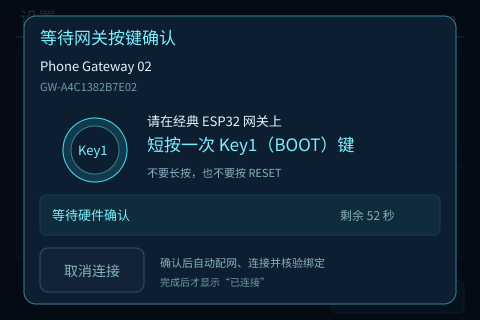 等待网关按键确认
Phone Gateway 02
GW-A4C1382B7E02
Key1
请在经典 ESP32 网关上
短按一次 Key1（BOOT）键
不要长按，也不要按 RESET
等待硬件确认
剩余 52 秒
取消连接
确认后自动配网、连接并核验绑定
完成后才显示“已连接”